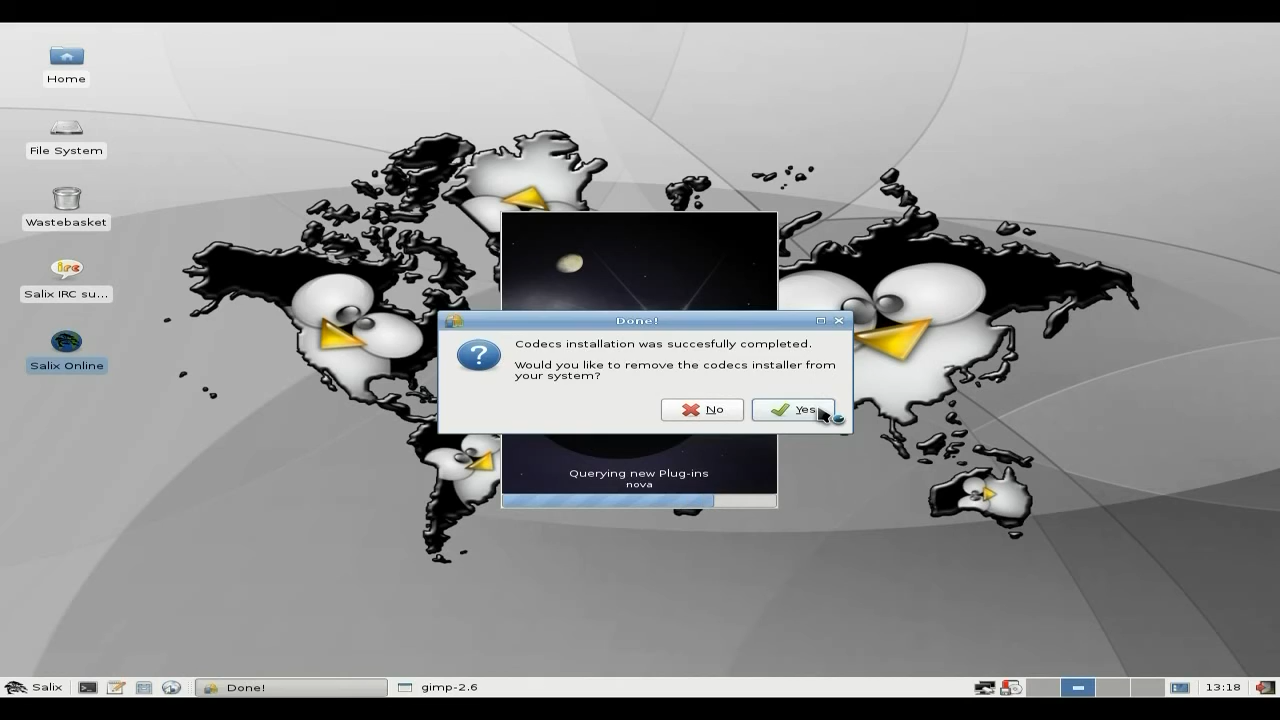 Home
File System
Wastebasket
irc
Salix IRC su...
Salix Online
Done!
Codecs installation was succesfully completed.
Would you like to remove the codecs installer from
your system?
No
Yes
Querying new Plug-ins
nova
Salix
Done!
gimp-2.6
13:18